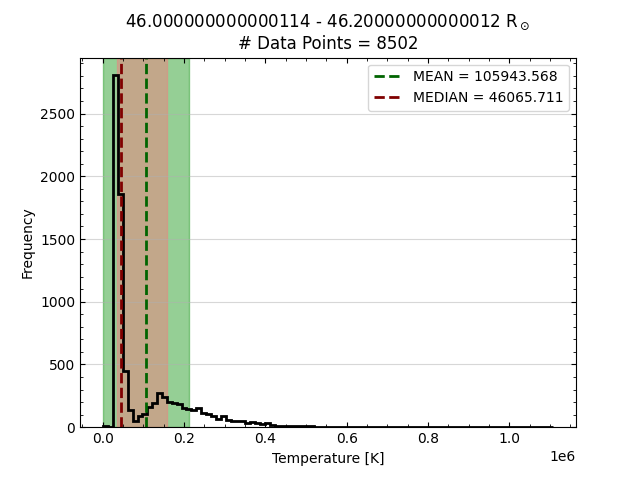 46.000000000000114 - 46.20000000000012 R⊙
# Data Points = 8502
MEAN = 105943.568
MEDIAN = 46065.711
Frequency
2500
2000
1500
1000
500
0
0.0 0.2 0.4 0.6 0.8 1.0
1e6
Temperature [K]